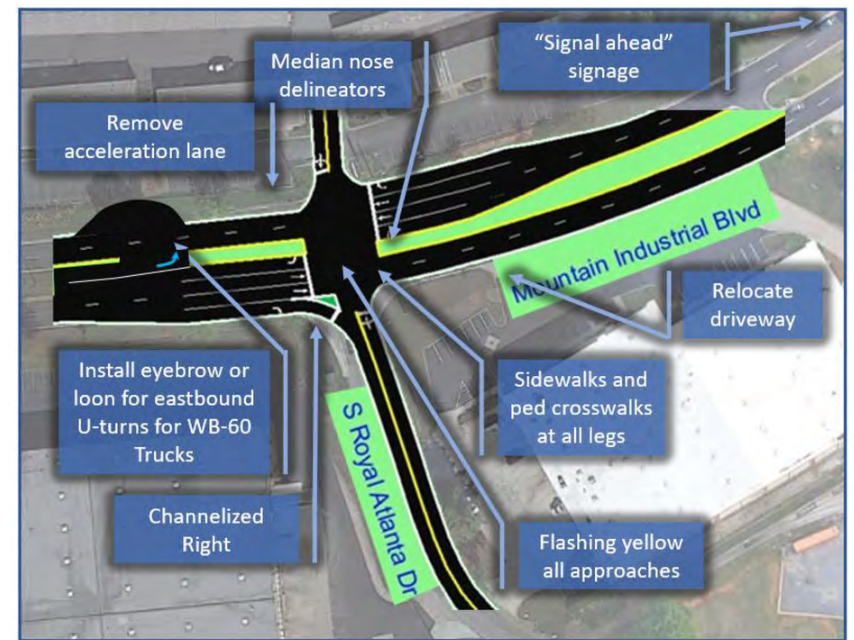 “Signal ahead”
signage
Median nose
delineators
Remove
acceleration lane
Mountain Industrial Blvd
Relocate
driveway
Install eyebrow or
loon for eastbound
U-turns for WB-60
Trucks
Sidewalks and
ped crosswalks
at all legs
S Royal Atlanta Dr
Channelized
Right
Flashing yellow
all approaches